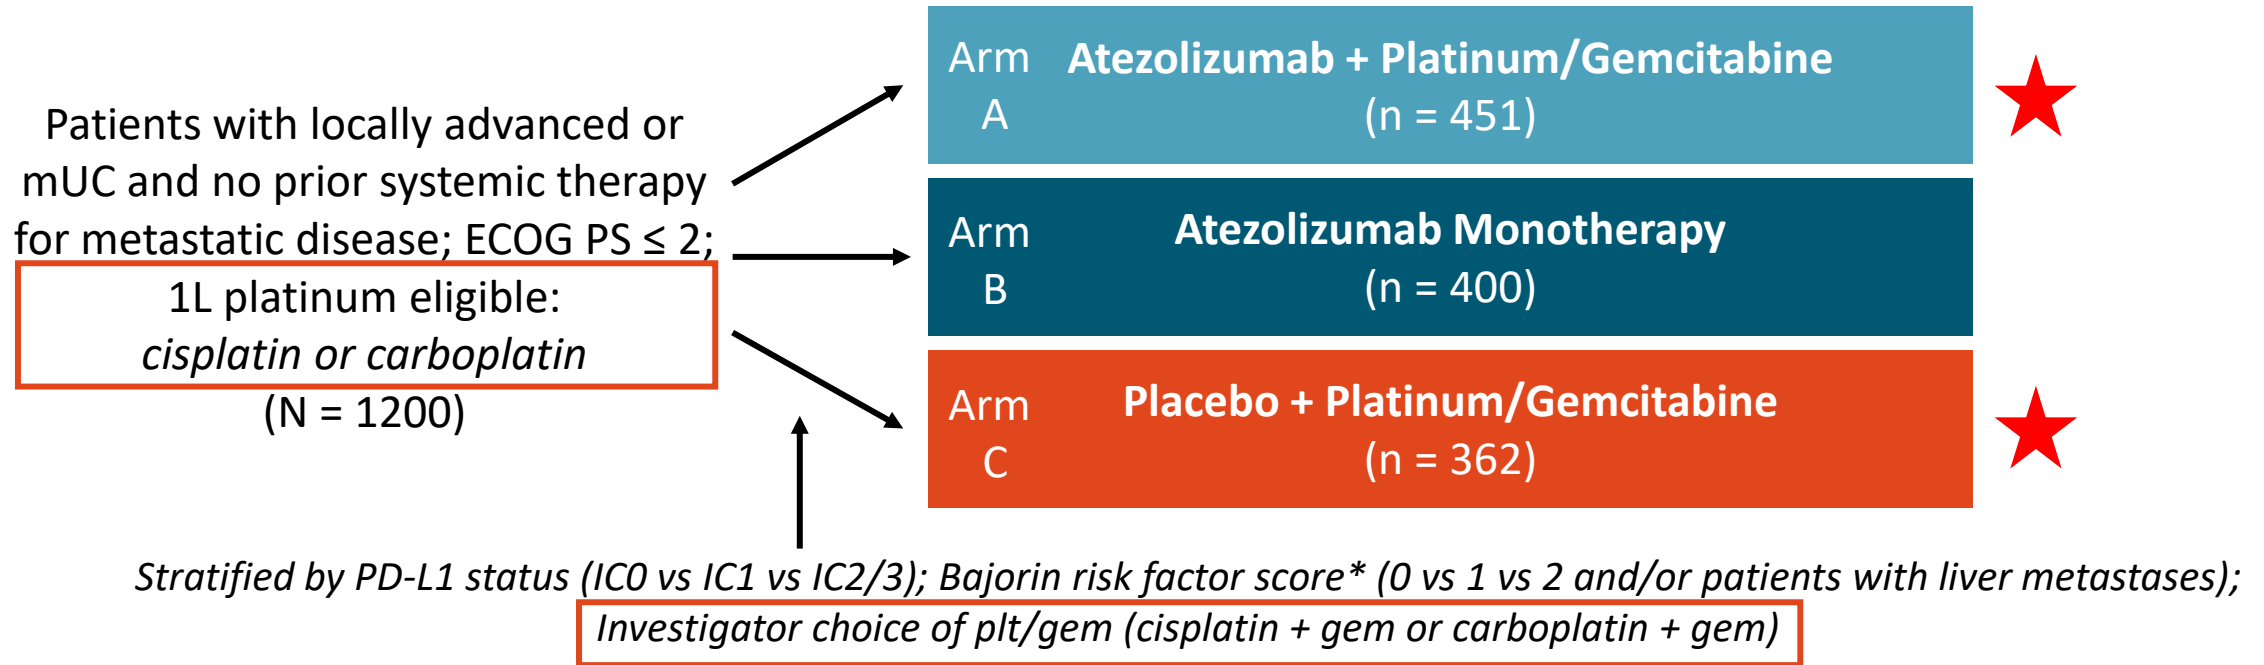 Patients with locally advanced or
mUC and no prior systemic therapy
for metastatic disease; ECOG PS ≤ 2;
1L platinum eligible:
cisplatin or carboplatin
(N = 1200)
Arm A
Atezolizumab + Platinum/Gemcitabine
(n = 451)
Arm B
Atezolizumab Monotherapy
(n = 400)
Arm C
Placebo + Platinum/Gemcitabine
(n = 362)
Stratified by PD-L1 status (IC0 vs IC1 vs IC2/3); Bajorin risk factor score* (0 vs 1 vs 2 and/or patients with liver metastases);
Investigator choice of plt/gem (cisplatin + gem or carboplatin + gem)